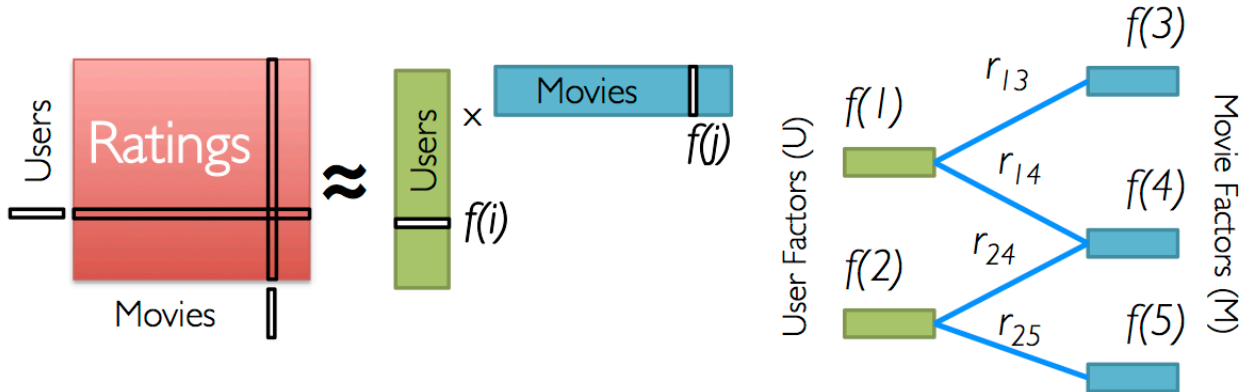 Users
Ratings
Movies
≈
Users
f(i)
×
Movies
f(j)
User Factors (U)
f(1)
f(2)
r13
r14
r24
r25
f(3)
f(4)
f(5)
Movie Factors (M)